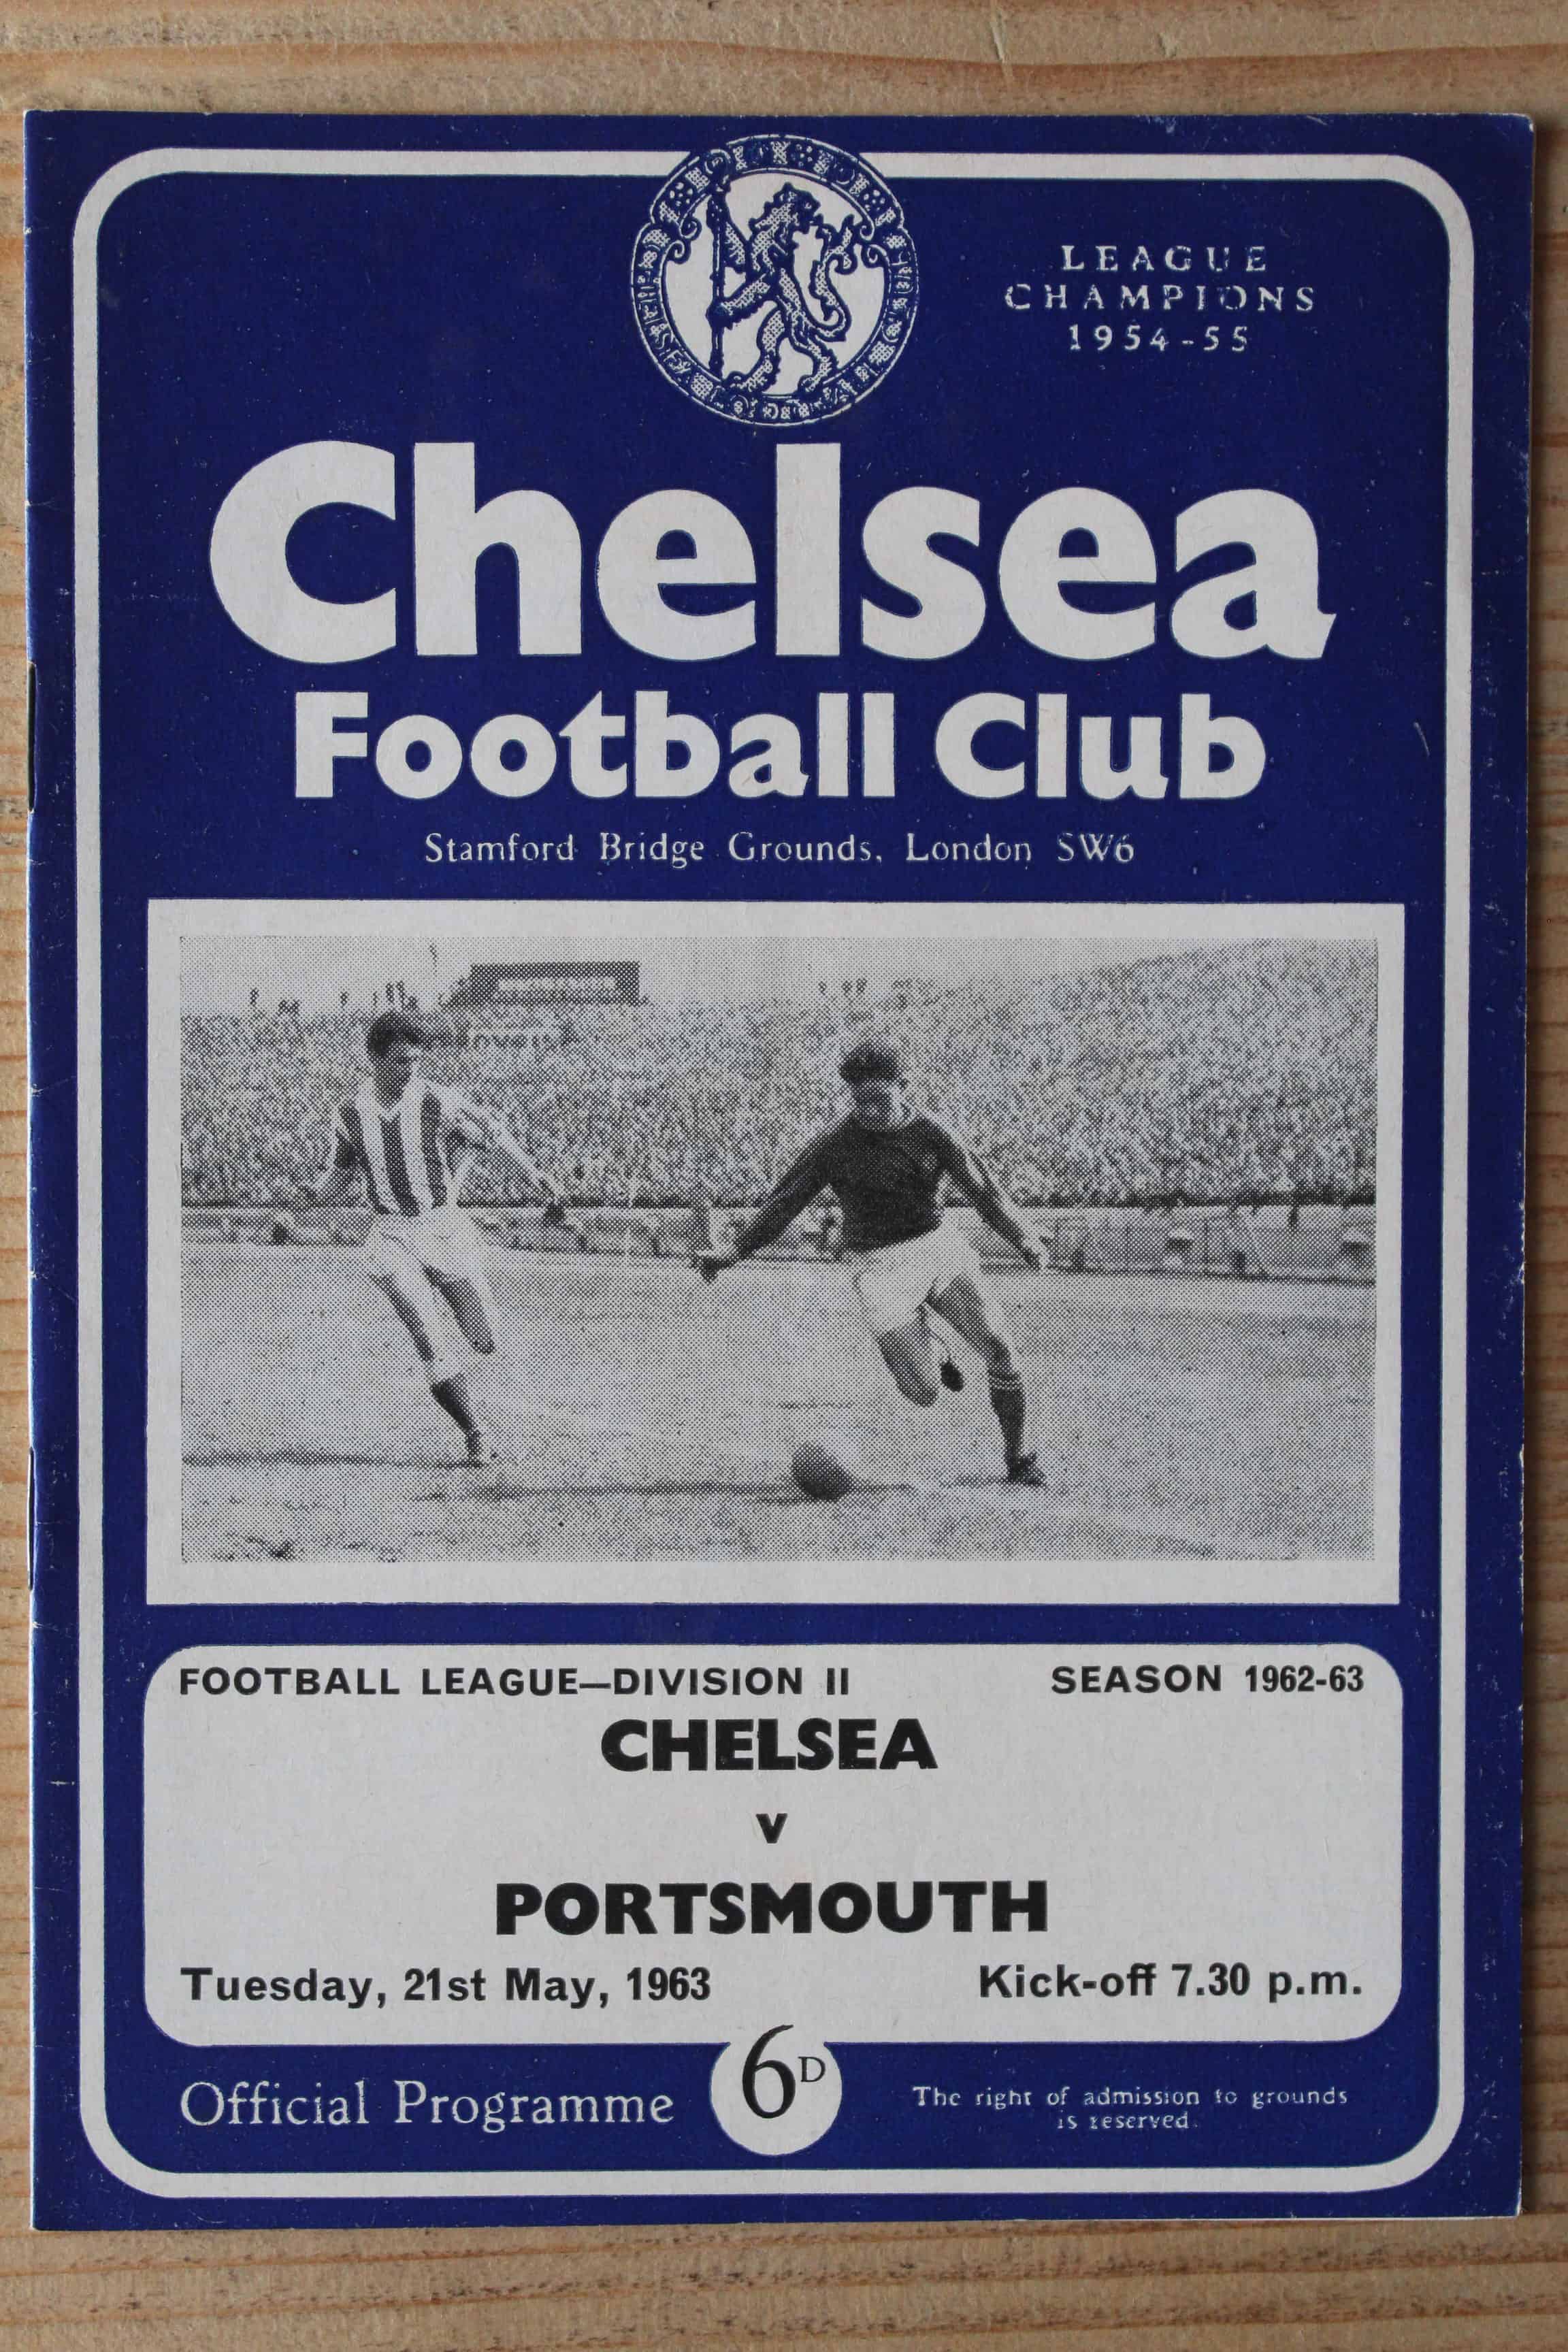 LEAGUE
CHAMPIONS
1954-55
Chelsea
Football Club
Stamford Bridge Grounds, London SW6
FOOTBALL LEAGUE—DIVISION II SEASON 1962-63
CHELSEA
v
PORTSMOUTH
Tuesday, 21st May, 1963 Kick-off 7.30 p.m.
Official Programme 6D The right of admission to grounds
is reserved.